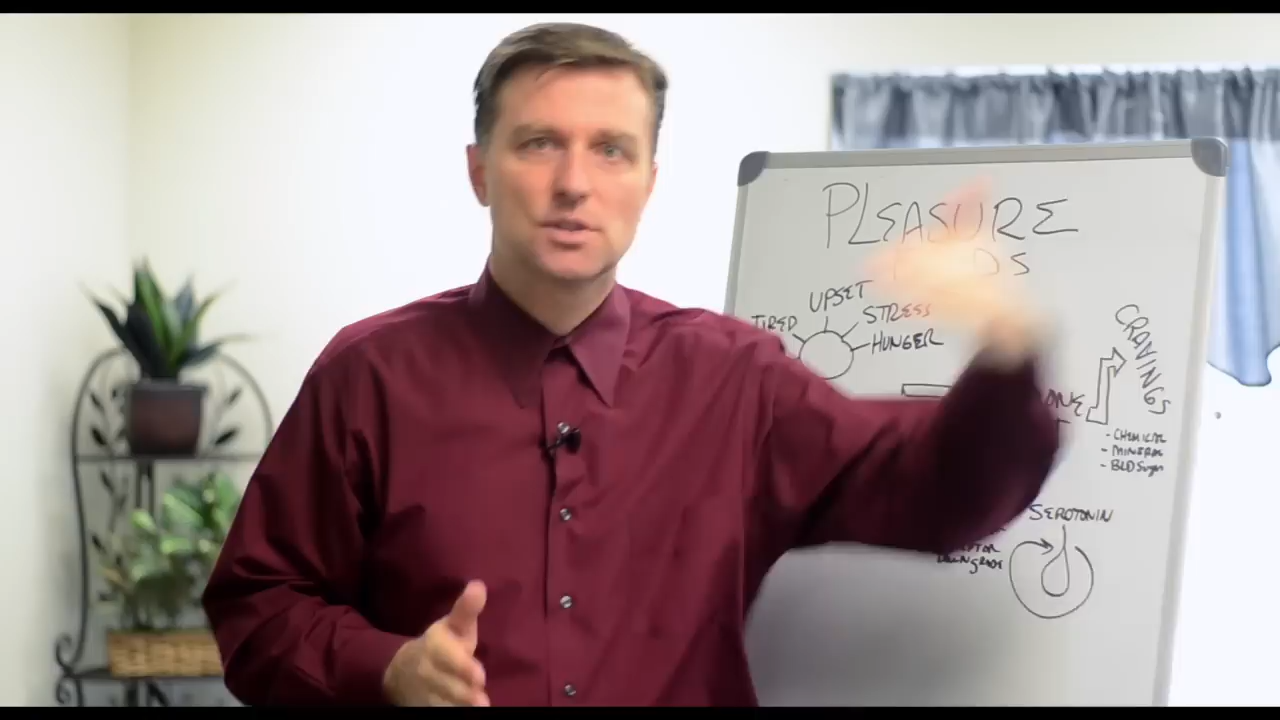 PLEASURE
UPSET
TIRED
STRESS
HUNGER
CRAVINGS
- CHEMICAL
- MINERAL
- BLD Sugar
SEROTONIN